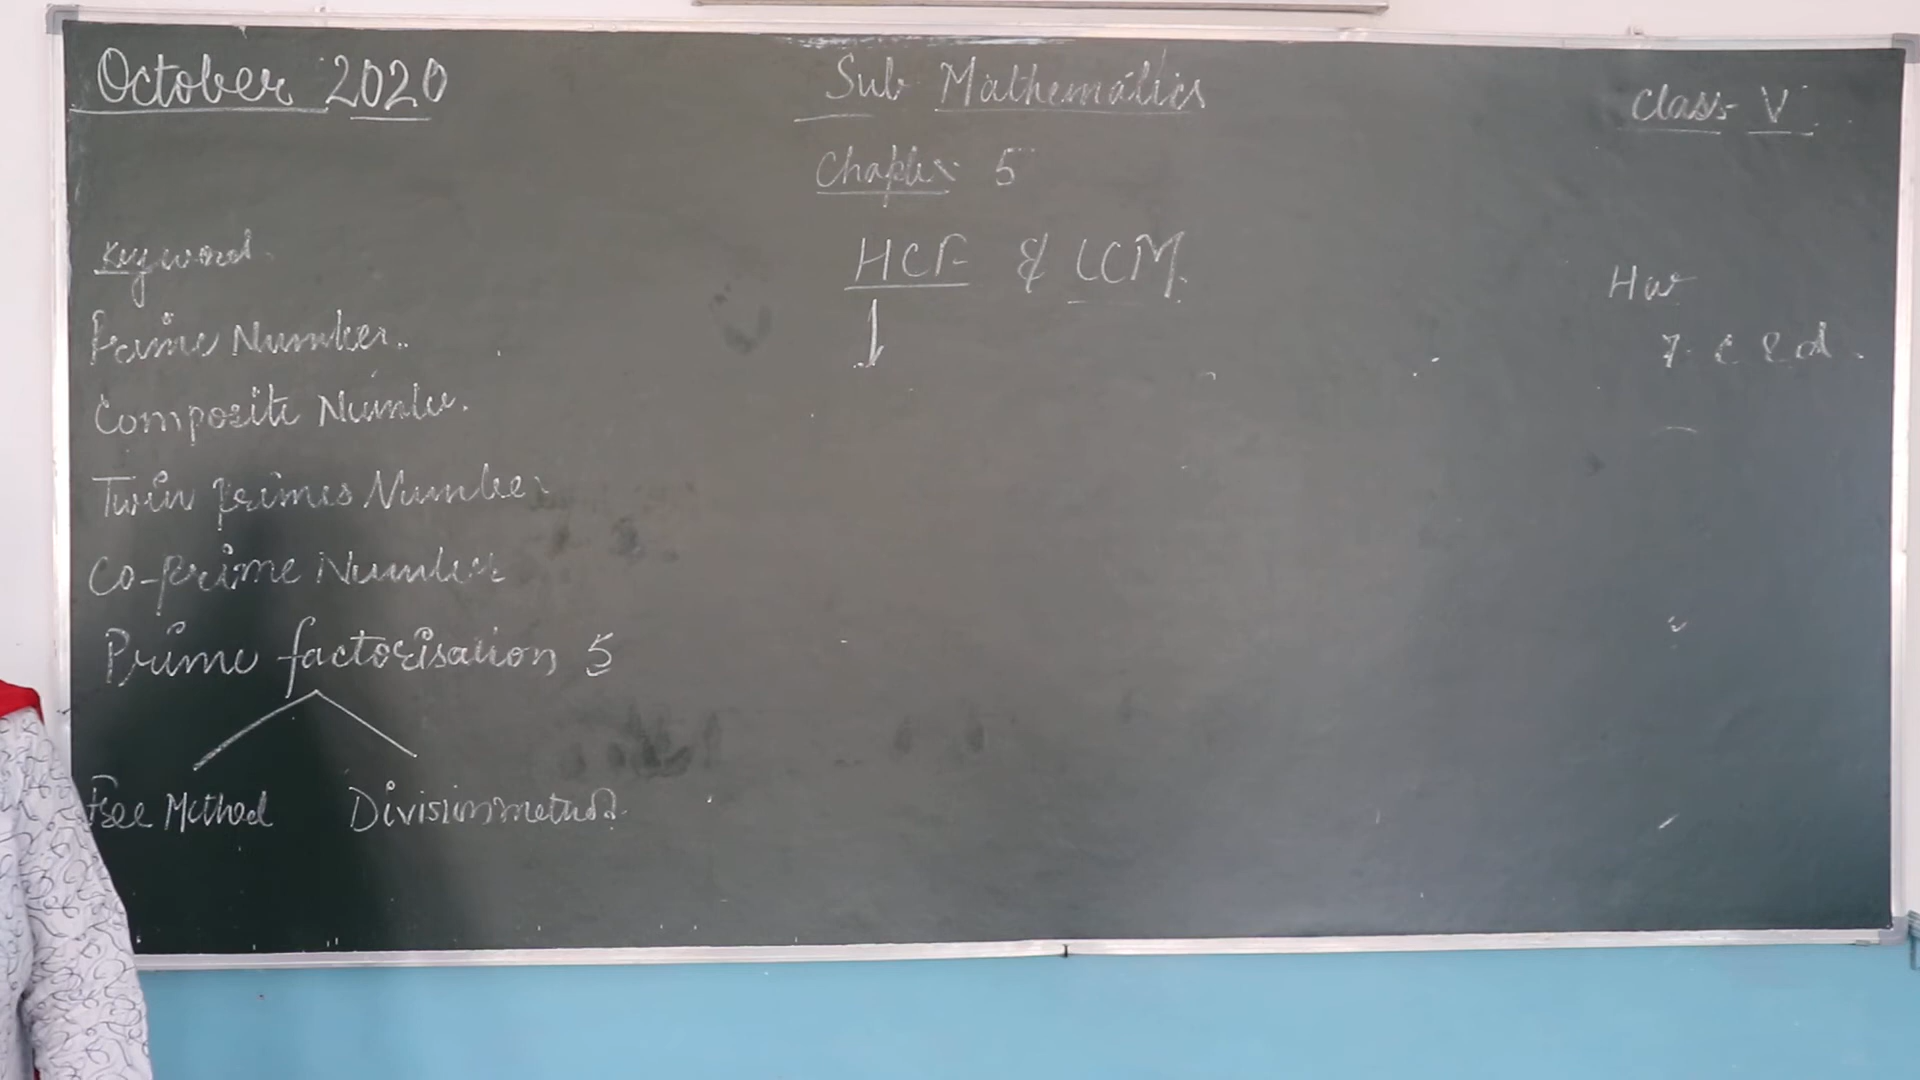 October 2020
Sub Mathematics
Class V
Chapter 5
HCF & LCM
Keyword
Prime Number
Composite Number
Twin primes Number
Co-prime Number
Prime factorisation 5
Tree Method Division method
Hw
7. c & d